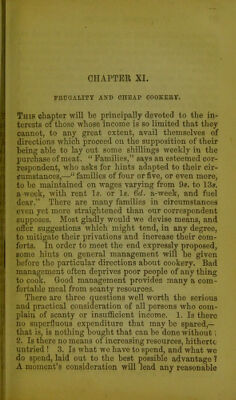 CHAPTER XI.
FRUGALITY AND CHEAP COOKERY.
This chapter will be principally devoted to the in-
terests of those whose income is so limited that they
cannot, to any great extent, avail themselves of
directions which proceed on the supposition of their
being able to lay out some shillings weekly in the
purchase of meat. "Families," says an esteemed cor-
respondent, who asks for hints adapted to their cir-
cumstances,—"families of four or five, or even more,
to be maintained on wages varying from 9s. to 13s.
a-week, with rent 1s. or 1s. 6d. a-week, and fuel
dear." There are many families in circumstances
even yet more straightened than our correspondent
supposes. Most gladly would we devise means, and
offer suggestions which might tend, in any degree,
to mitigate their privations and increase their com-
forts. In order to meet the end expressly proposed,
some hints on general management will be given
before the particular directions about cookery. Bad
management often deprives poor people of any thing
to cook. Good management provides many a com-
fortable meal from scanty resources.
There are three questions well worth the serious
and practical consideration of all persons who com-
plain of scanty or insufficient income. 1. Is there
no superfluous expenditure that may be spared,—
that is, is nothing bought that can be done without?
2. Is there no means of increasing resources, hitherto
untried? 3. Is what we have to spend, and what we
do spend, laid out to the best possible advantage?
A moment's consideration will lead any reasonable